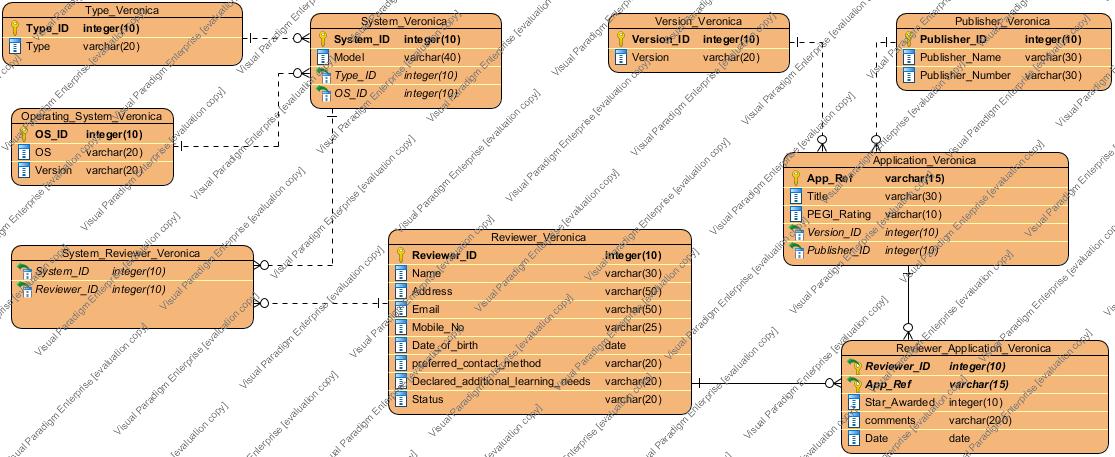 Type_Veronica
Type_ID integer(10)
Type varchar(20)
System_Veronica
System_ID integer(10)
Model varchar(40)
Type_ID integer(10)
OS_ID integer(10)
Version_Veronica
Version_ID integer(10)
Version varchar(20)
Publisher_Veronica
Publisher_ID integer(10)
Publisher_Name varchar(30)
Publisher_Number varchar(30)
Operating_System_Veronica
OS_ID integer(10)
OS varchar(20)
Version varchar(20)
Application_Veronica
App_Ref varchar(15)
Title varchar(30)
PEGI_Rating varchar(10)
Version_ID integer(10)
Publisher_ID integer(10)
System_Reviewer_Veronica
System_ID integer(10)
Reviewer_ID integer(10)
Reviewer_Veronica
Reviewer_ID integer(10)
Name varchar(30)
Address varchar(50)
Email varchar(50)
Mobile_No varchar(25)
Date_of_birth date
preferred_contact_method varchar(20)
Declared_additional_learning_needs varchar(20)
Status varchar(20)
Reviewer_Application_Veronica
Reviewer_ID integer(10)
App_Ref varchar(15)
Star_Awarded integer(10)
comments varchar(200)
Date date
Visual Paradigm Enterprise [evaluation copy]